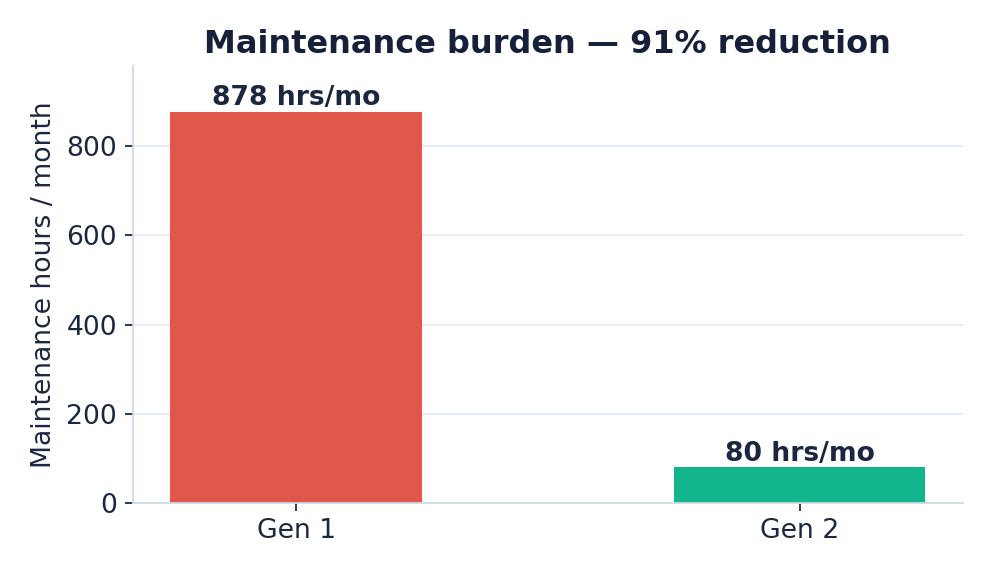 Maintenance burden — 91% reduction
Maintenance hours / month
800
600
400
200
0
878 hrs/mo
80 hrs/mo
Gen 1
Gen 2